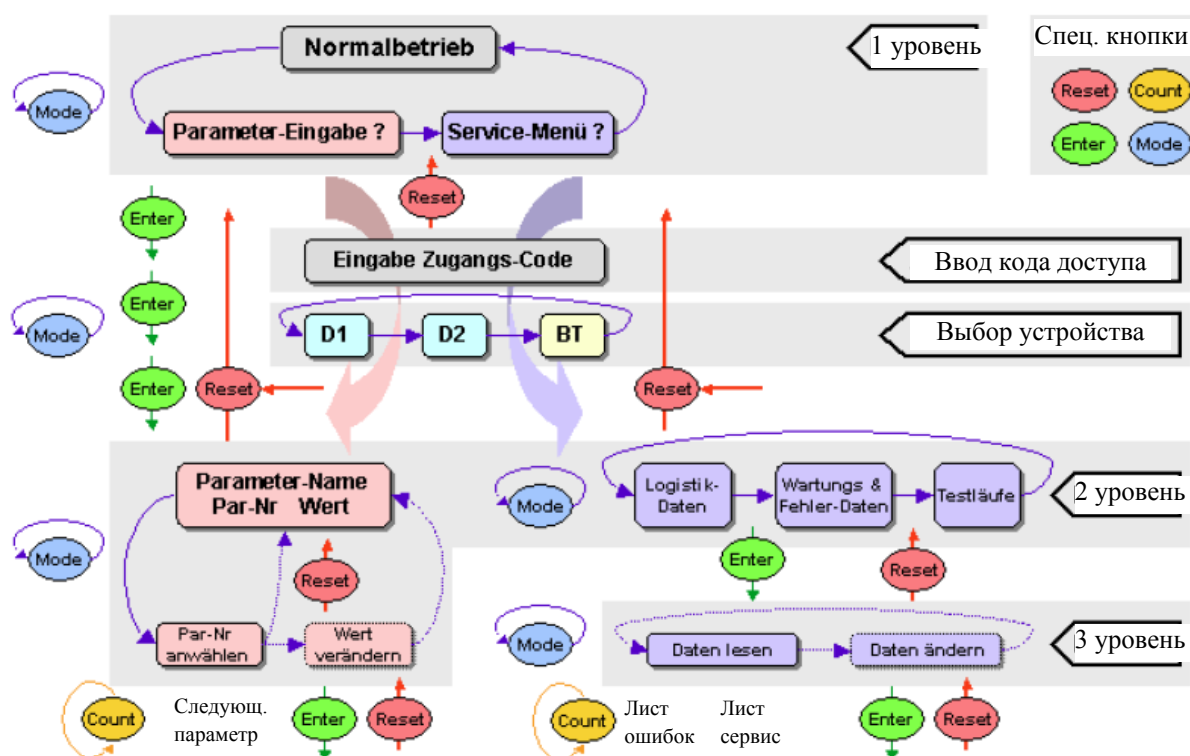 Normalbetrieb
1 уровень
Спец. кнопки
Mode
Parameter-Eingabe ?
Service-Menü ?
Reset
Count
Enter
Mode
Enter
Reset
Eingabe Zugangs-Code
Ввод кода доступа
Mode
Enter
D1
D2
BT
Выбор устройства
Enter
Reset
Reset
Parameter-Name
Par-Nr Wert
Mode
Logistik-
Daten
Wartungs &
Fehler-Daten
Testläufe
2 уровень
Mode
Reset
Enter
Reset
Par-Nr
anwählen
Wert
verändern
Mode
Daten lesen
Daten ändern
3 уровень
Count
Следующ.
параметр
Enter
Reset
Count
Лист
ошибок
Лист
сервис
Enter
Reset